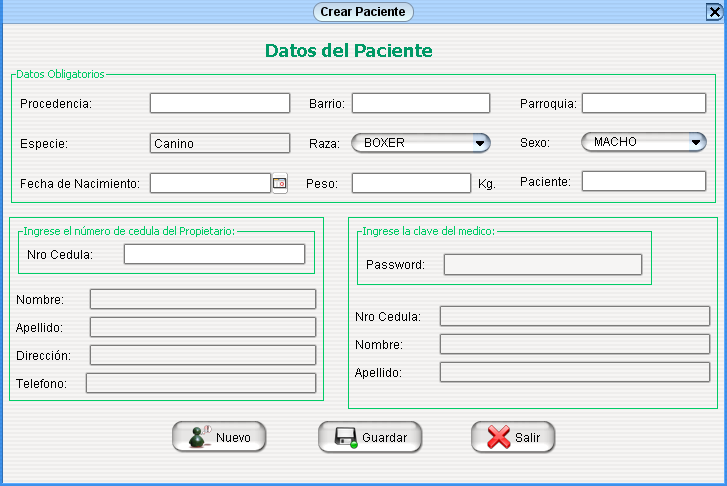 Crear Paciente
Datos del Paciente
Datos Obligatorios
Procedencia: Barrio: Parroquia:
Especie: Canino Raza: BOXER Sexo: MACHO
Fecha de Nacimiento: Peso: Kg. Paciente:
Ingrese el número de cedula del Propietario:
Nro Cedula:
Nombre:
Apellido:
Dirección:
Telefono:
Ingrese la clave del medico:
Password:
Nro Cedula:
Nombre:
Apellido:
Nuevo Guardar Salir